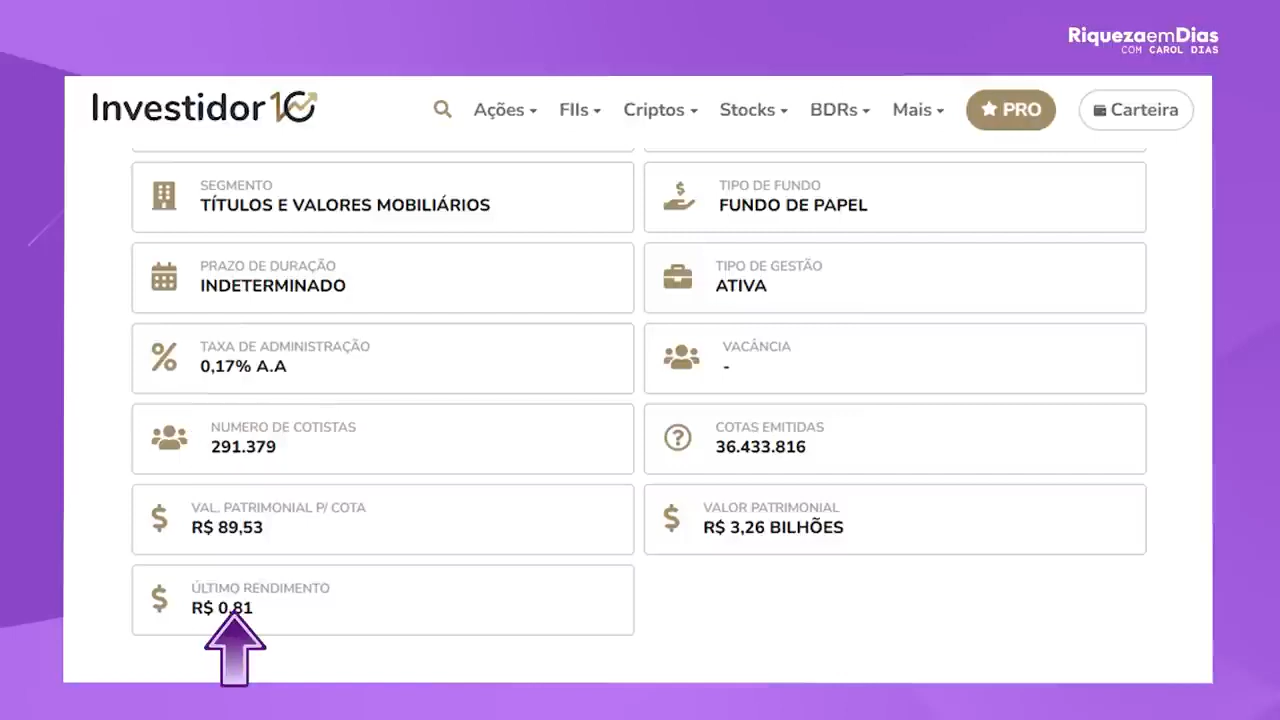 RiquezaemDias
COM CAROL DIAS
Investidor 10
Ações
FIIs
Criptos
Stocks
BDRs
Mais
PRO
Carteira
SEGMENTO
TÍTULOS E VALORES MOBILIÁRIOS
TIPO DE FUNDO
FUNDO DE PAPEL
PRAZO DE DURAÇÃO
INDETERMINADO
TIPO DE GESTÃO
ATIVA
TAXA DE ADMINISTRAÇÃO
0,17% A.A
VACÂNCIA
-
NUMERO DE COTISTAS
291.379
COTAS EMITIDAS
36.433.816
VAL. PATRIMONIAL P/ COTA
R$ 89,53
VALOR PATRIMONIAL
R$ 3,26 BILHÕES
ÚLTIMO RENDIMENTO
R$ 0,81